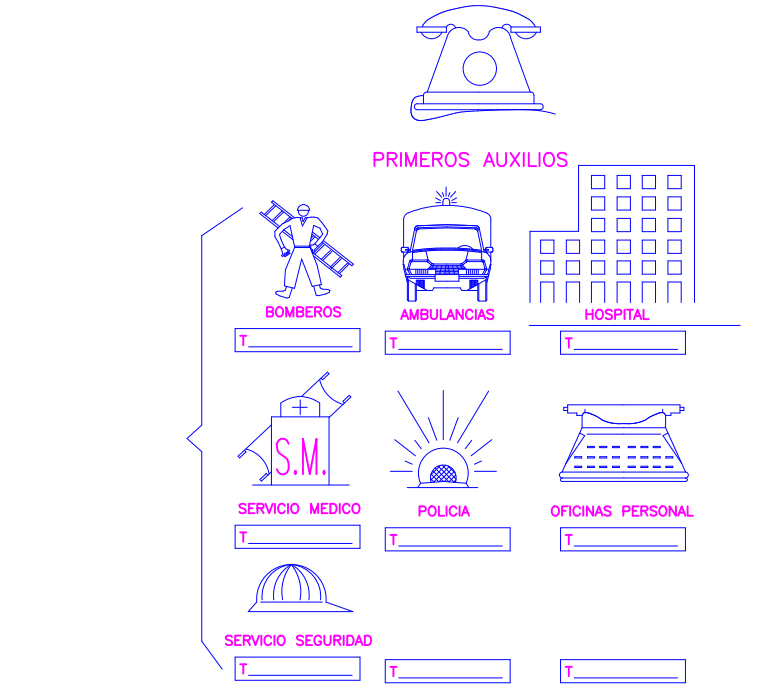 PRIMEROS AUXILIOS
BOMBEROS AMBULANCIAS HOSPITAL
T T T
S.M.
SERVICIO MEDICO POLICIA OFICINAS PERSONAL
T T T
SERVICIO SEGURIDAD
T T T